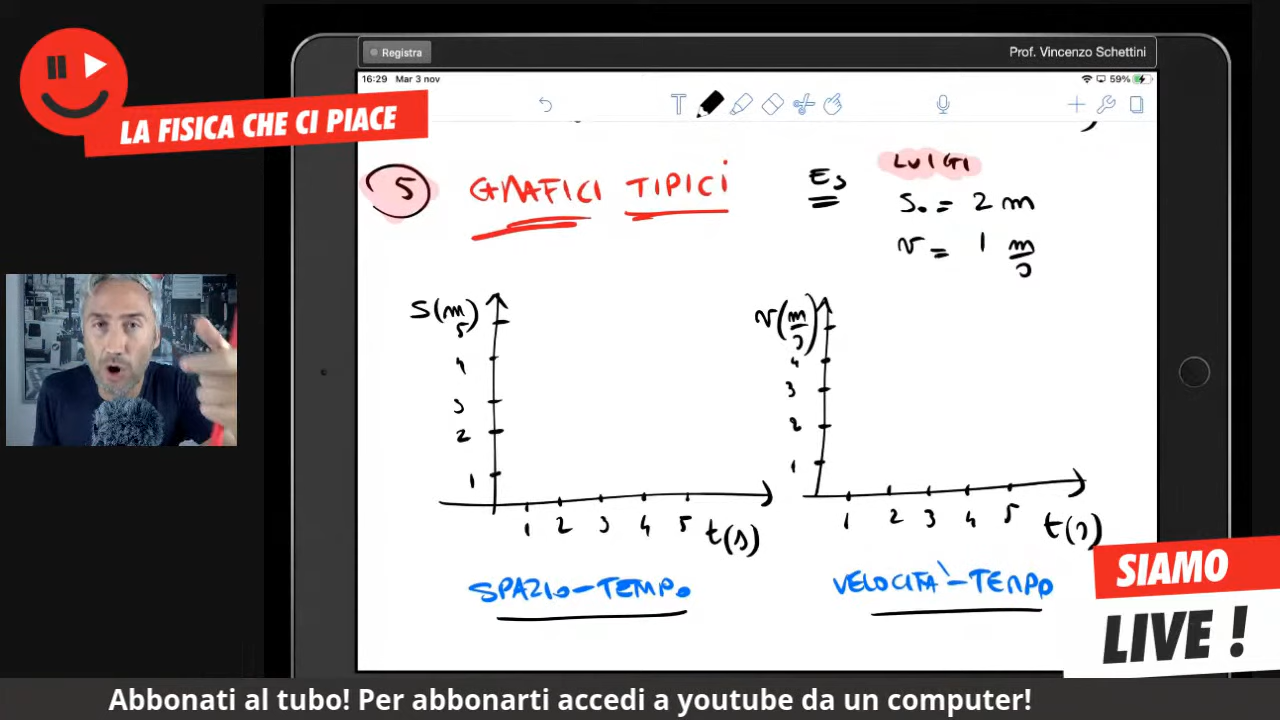 Registra
Prof. Vincenzo Schettini
16:29 Mar 3 nov
59%
LA FISICA CHE CI PIACE
5 GRAFICI TIPICI
Es
LUIGI
S₀ = 2 m
v = 1 m/s
S(m)
5
4
3
2
1
1 2 3 4 5 t(s)
SPAZIO-TEMPO
v(m/s)
4
3
2
1
1 2 3 4 5 t(s)
VELOCITA'-TEMPO
SIAMO
LIVE !
Abbonati al tubo! Per abbonarti accedi a youtube da un computer!